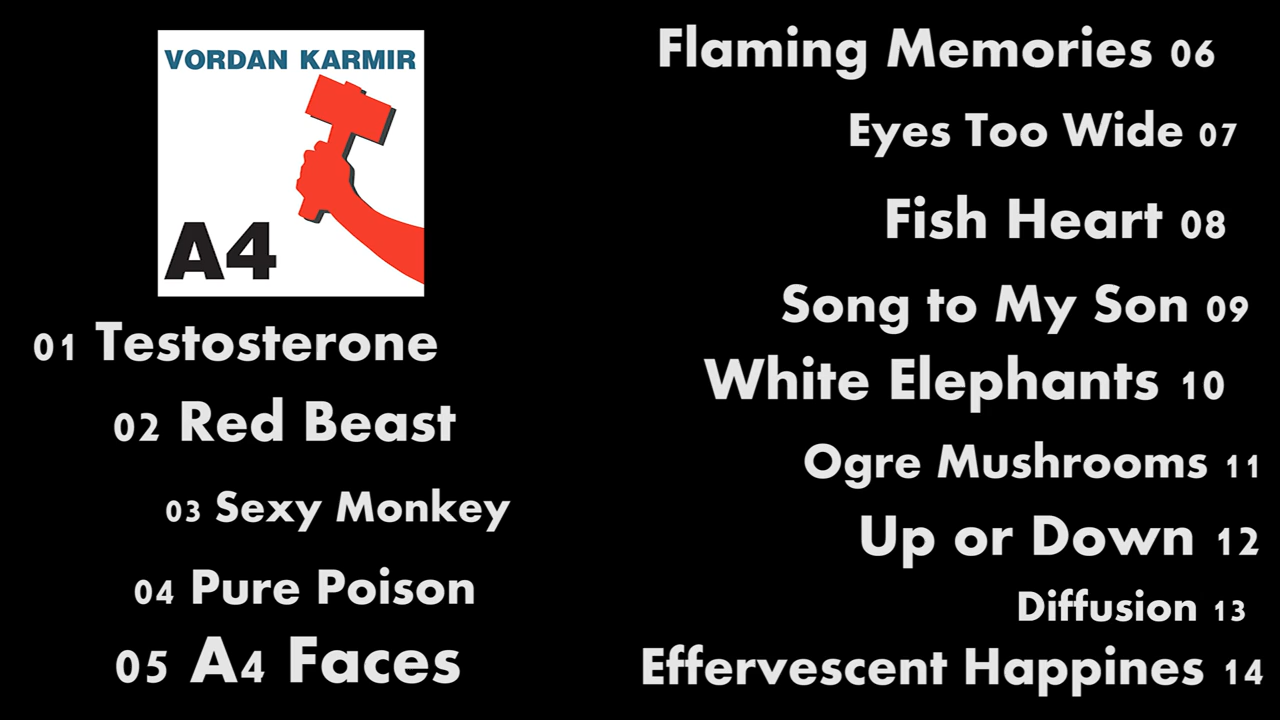 VORDAN KARMIR
A4
01 Testosterone
02 Red Beast
03 Sexy Monkey
04 Pure Poison
05 A4 Faces
Flaming Memories 06
Eyes Too Wide 07
Fish Heart 08
Song to My Son 09
White Elephants 10
Ogre Mushrooms 11
Up or Down 12
Diffusion 13
Effervescent Happines 14